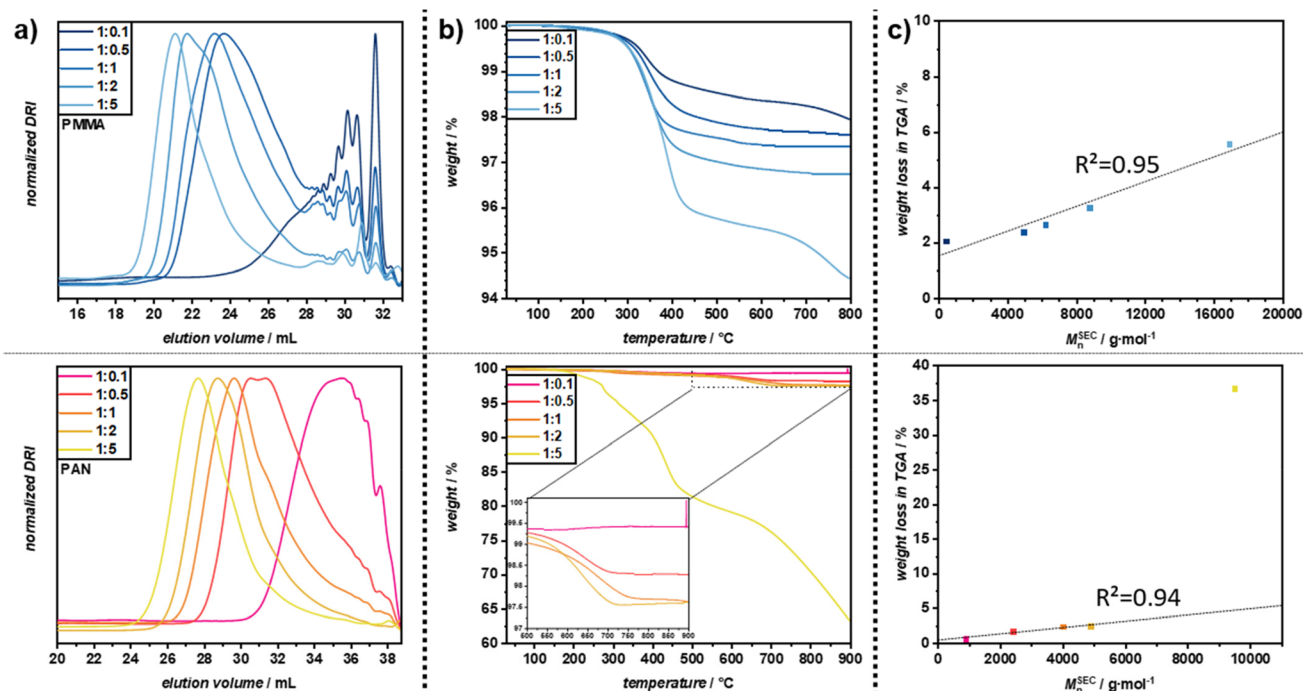 a)
1:0.1
1:0.5
1:1
1:2
1:5
PMMA
normalized DRI
16 18 20 22 24 26 28 30 32
elution volume / mL
b)
1:0.1
1:0.5
1:1
1:2
1:5
100
99
98
97
96
95
94
weight / %
100 200 300 400 500 600 700 800
temperature / °C
c)
10
8
6
4
2
0
weight loss in TGA / %
R²=0.95
0 4000 8000 12000 16000 20000
MnSEC / g·mol-1
1:0.1
1:0.5
1:1
1:2
1:5
PAN
normalized DRI
20 22 24 26 28 30 32 34 36 38
elution volume / mL
1:0.1
1:0.5
1:1
1:2
1:5
100
95
90
85
80
75
70
65
60
weight / %
100
99.5
99
98.5
98
97.5
97
600 650 700 750 800 850 900
100 200 300 400 500 600 700 800 900
temperature / °C
40
35
30
25
20
15
10
5
0
weight loss in TGA / %
R²=0.94
0 2000 4000 6000 8000 10000
MnSEC / g·mol-1